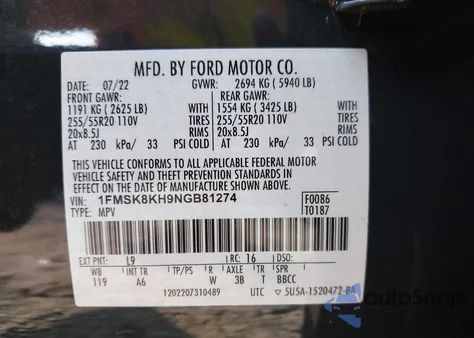 MFD. BY FORD MOTOR CO.
DATE: 07/22 GVWR: 2694 KG (5940 LB)
FRONT GAWR: REAR GAWR:
1191 KG (2625 LB) WITH 1554 KG (3425 LB) WITH
255/55R20 110V TIRES 255/55R20 110V TIRES
20x8.5J RIMS 20x8.5J RIMS
AT 230 kPa/ 33 PSI COLD AT 230 kPa/ 33 PSI COLD
THIS VEHICLE CONFORMS TO ALL APPLICABLE FEDERAL MOTOR
VEHICLE SAFETY AND THEFT PREVENTION STANDARDS IN
EFFECT ON THE DATE OF MANUFACTURE SHOWN ABOVE.
VIN: 1FMSK8KH9NGB81274 F0086
TYPE: MPV T0187
EXT PNT: L9 RC: 16 DSO:
WB INT TR TP/PS R AXLE TR SPR
119 A6 W 3B T BBCC
1202207310489 UTC 5U5A-1520472-BA
AutoSnap